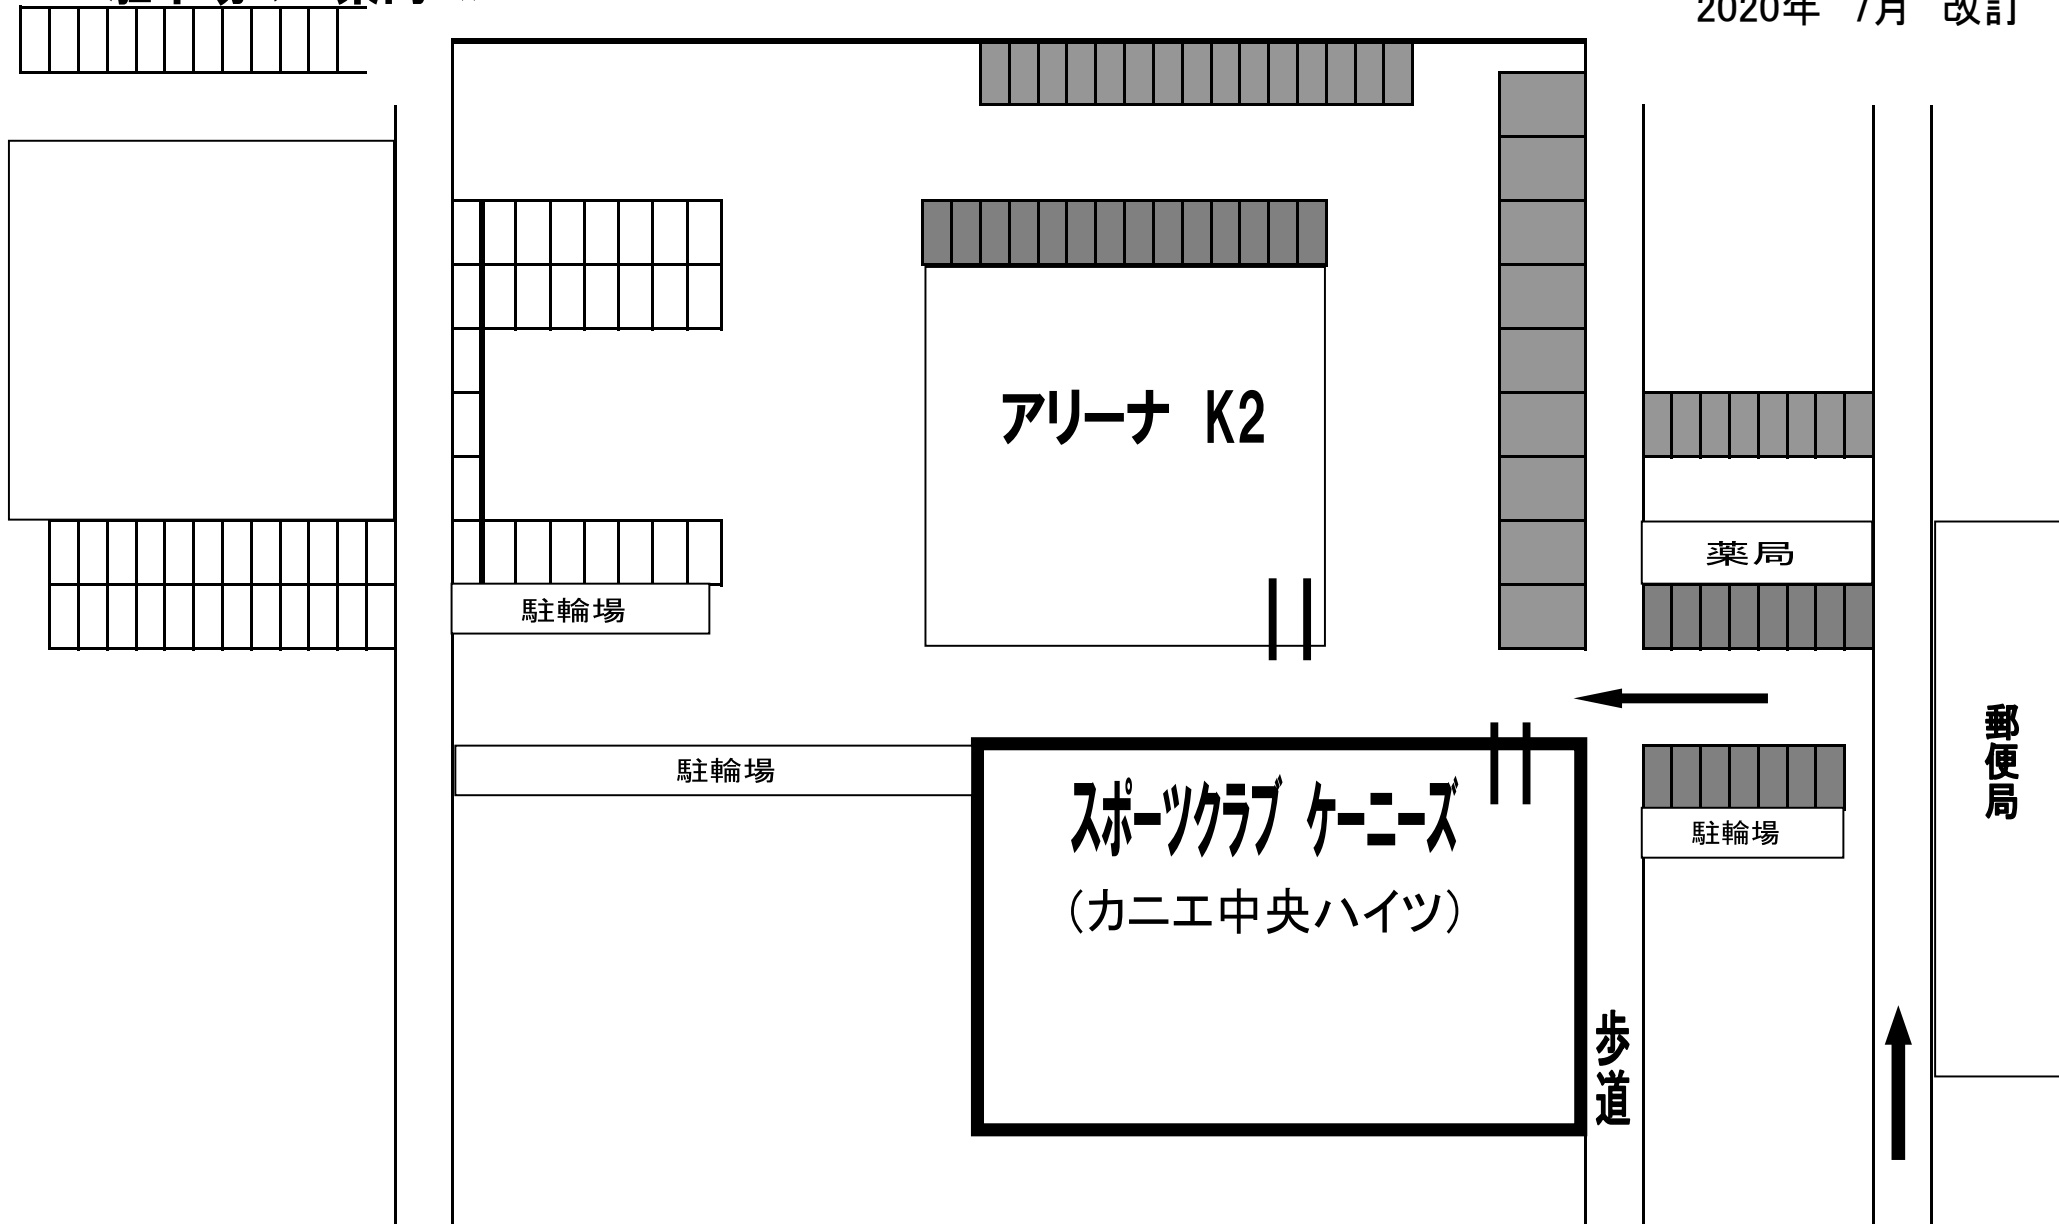 2020年 7月 改訂
アリーナ K2
薬局
駐輪場
郵便局
駐輪場
スポーツクラブ ケーニーズ
駐輪場
（カニエ中央ハイツ）
歩道